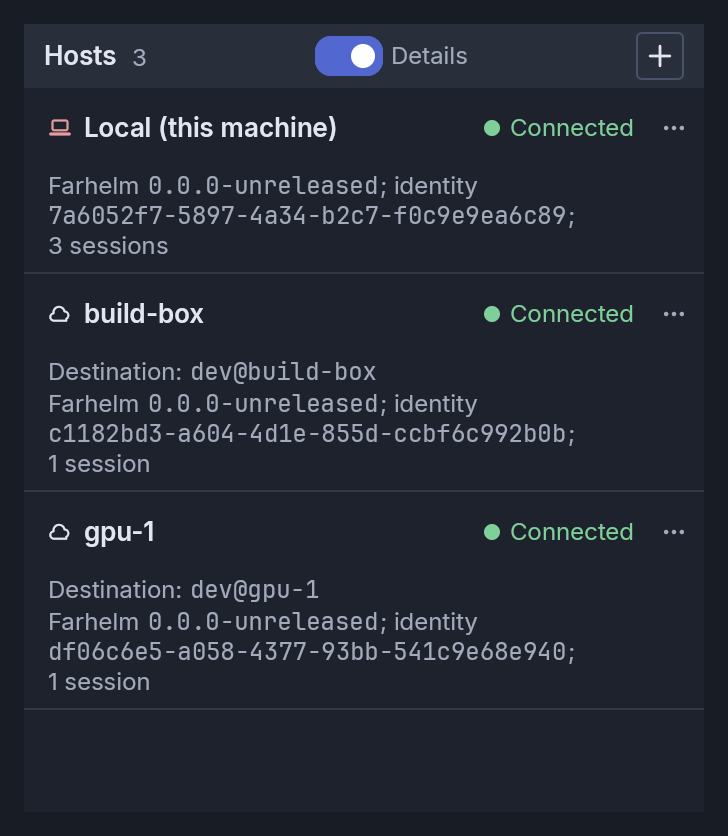 Hosts 3 Details
Local (this machine) Connected
Farhelm 0.0.0-unreleased; identity
7a6052f7-5897-4a34-b2c7-f0c9e9ea6c89;
3 sessions
build-box Connected
Destination: dev@build-box
Farhelm 0.0.0-unreleased; identity
c1182bd3-a604-4d1e-855d-ccbf6c992b0b;
1 session
gpu-1 Connected
Destination: dev@gpu-1
Farhelm 0.0.0-unreleased; identity
df06c6e5-a058-4377-93bb-541c9e68e940;
1 session